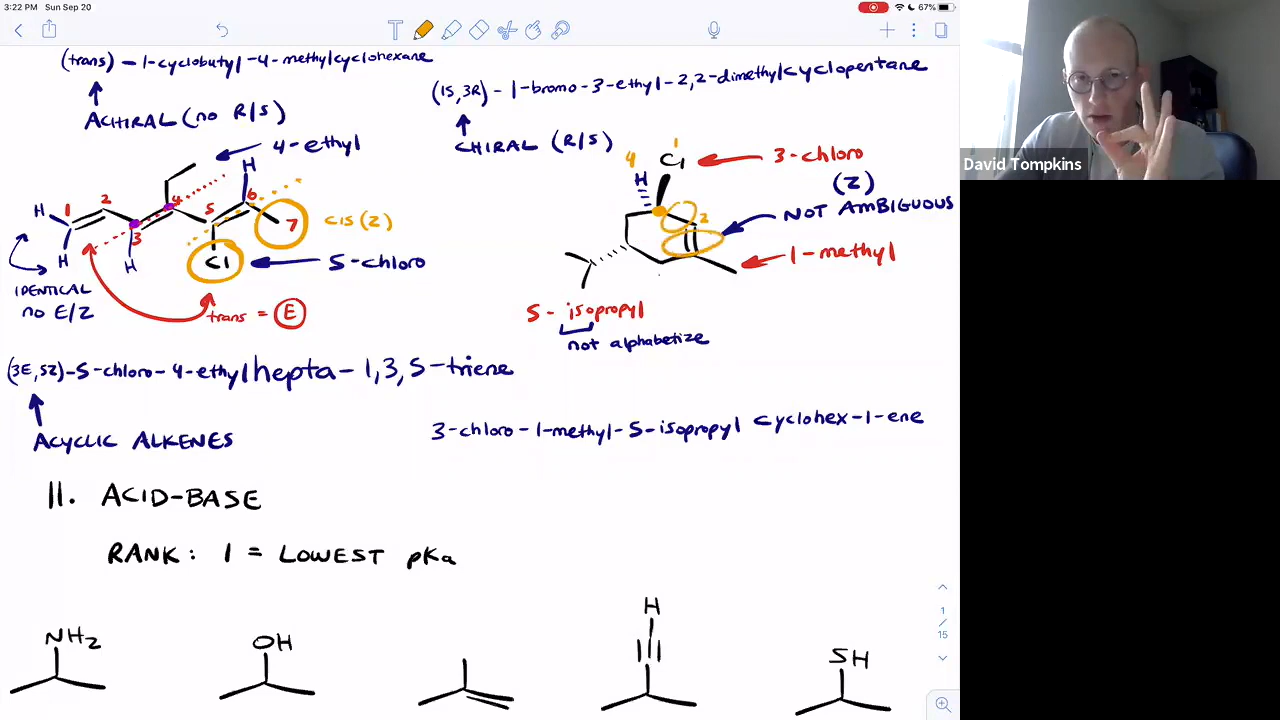 3:22 PM Sun Sep 20
67%
(trans) - 1-cyclobutyl-4-methylcyclohexane
ACHIRAL (no R/S)
(1S, 3R) - 1-bromo-3-ethyl-2,2-dimethylcyclopentane
CHIRAL (R/S)
4-ethyl
H
H
1
2
3
4
5
6
7
H
H
Cl
CIS (Z)
5-chloro
IDENTICAL
no E/Z
trans = E
4
1
Cl
H
2
3-chloro
(Z)
NOT AMBIGUOUS
1-methyl
5-isopropyl
not alphabetize
David Tompkins
(3E, 5Z)-5-chloro-4-ethylhepta-1,3,5-triene
ACYCLIC ALKENES
3-chloro-1-methyl-5-isopropyl cyclohex-1-ene
II. ACID-BASE
RANK: 1 = LOWEST pKa
NH2
OH
H
SH
1
/
15